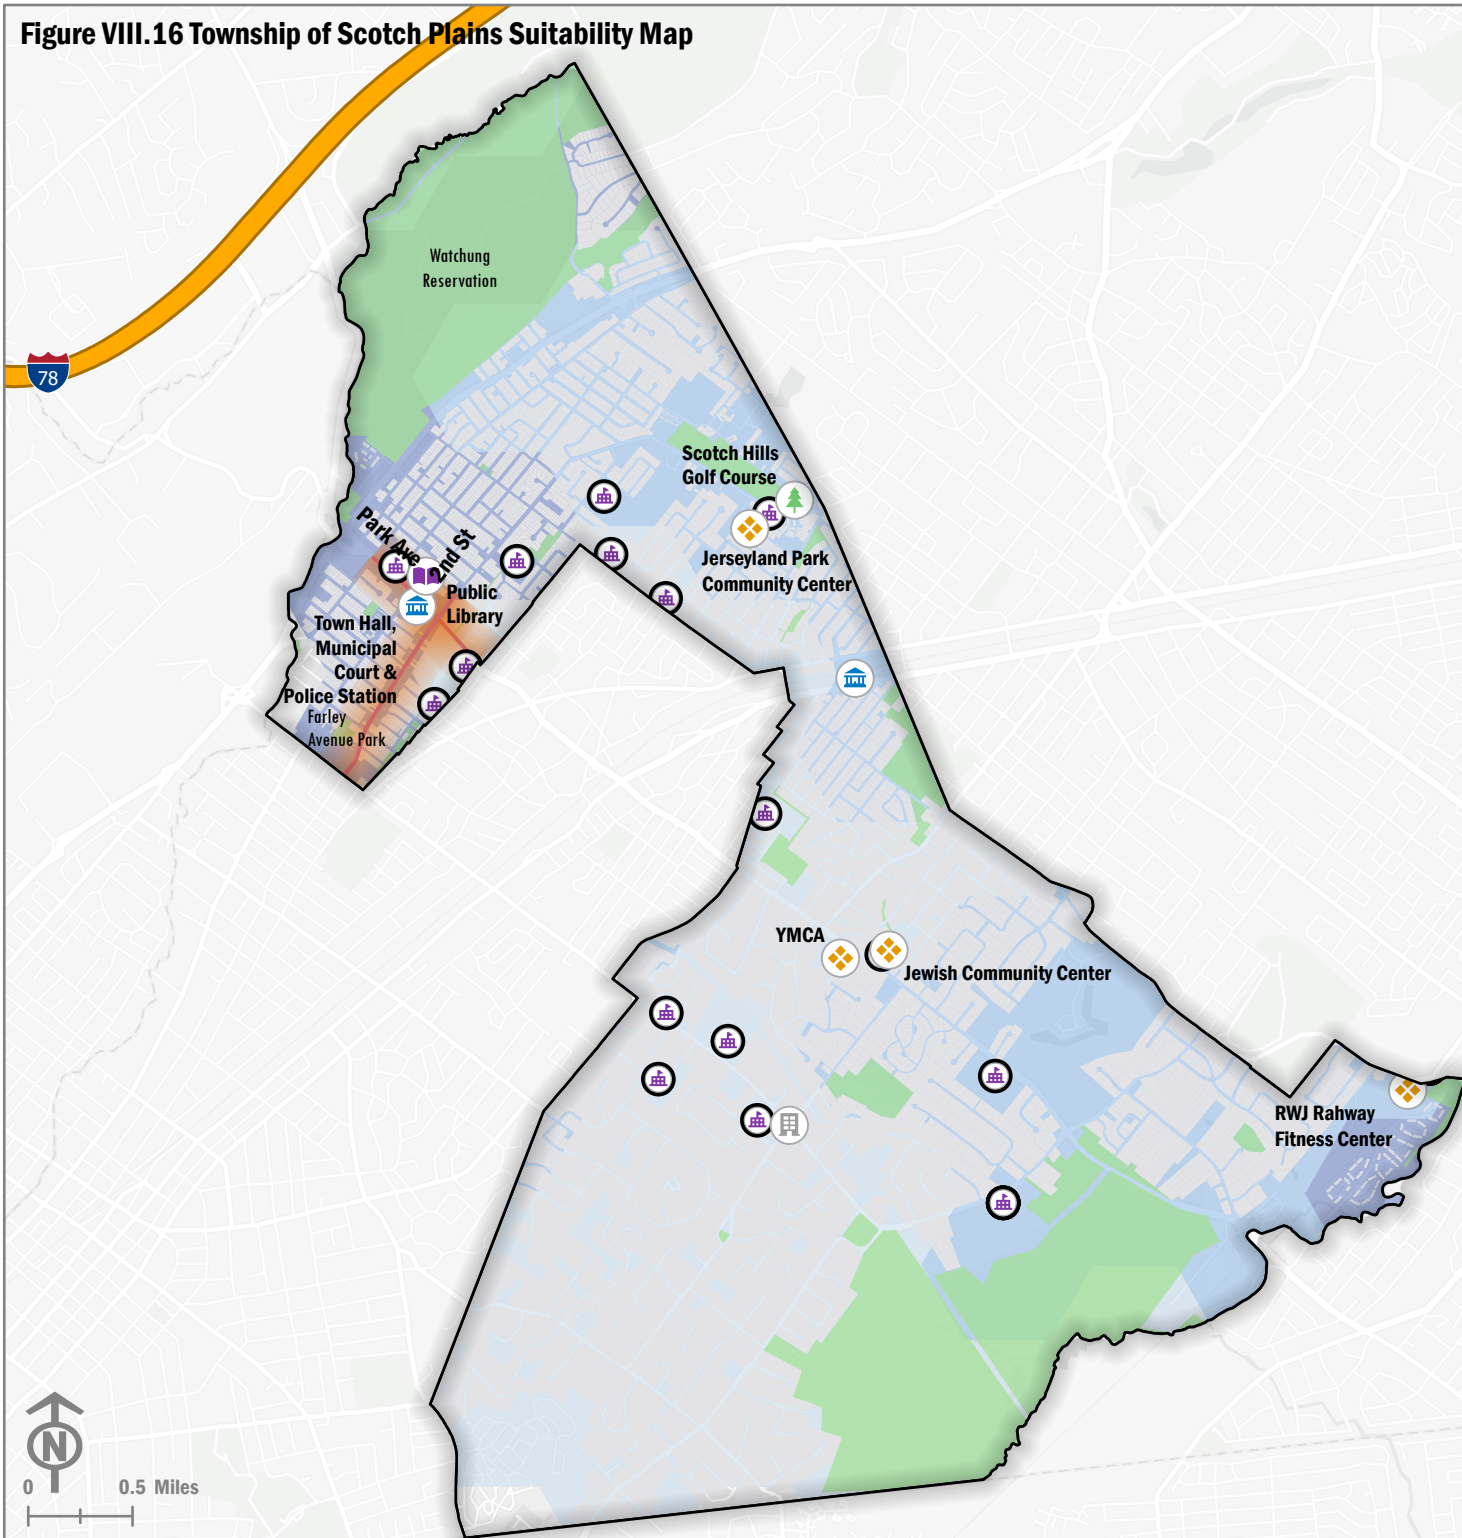 Figure VIII.16 Township of Scotch Plains Suitability Map
Watchung
Reservation
78
Scotch Hills
Golf Course
Park Ave
2nd St
Jerseyland Park
Community Center
Public
Library
Town Hall,
Municipal
Court &
Police Station
Farley
Avenue Park
YMCA
Jewish Community Center
RWJ Rahway
Fitness Center
N
0 0.5 Miles